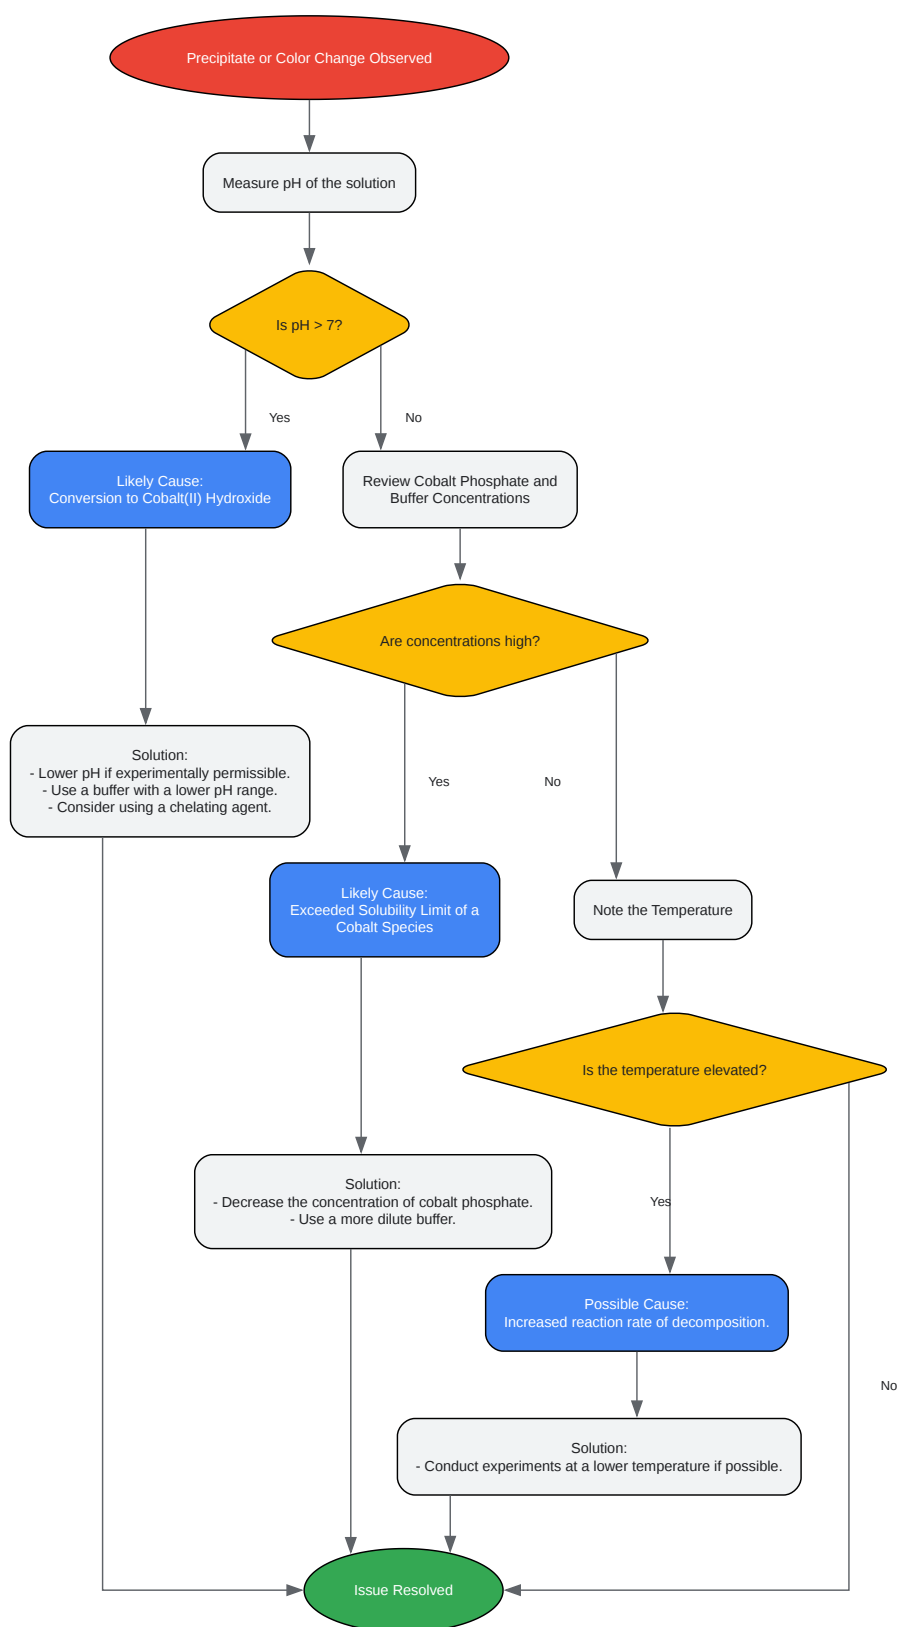 Precipitate or Color Change Observed
Measure pH of the solution
Is pH > 7?
Yes
No
Likely Cause:
Conversion to Cobalt(II) Hydroxide
Review Cobalt Phosphate and
Buffer Concentrations
Are concentrations high?
Solution:
- Lower pH if experimentally permissible.
- Use a buffer with a lower pH range.
- Consider using a chelating agent.
Yes
No
Likely Cause:
Exceeded Solubility Limit of a
Cobalt Species
Note the Temperature
Is the temperature elevated?
Solution:
- Decrease the concentration of cobalt phosphate.
- Use a more dilute buffer.
Yes
Possible Cause:
Increased reaction rate of decomposition.
No
Solution:
- Conduct experiments at a lower temperature if possible.
Issue Resolved